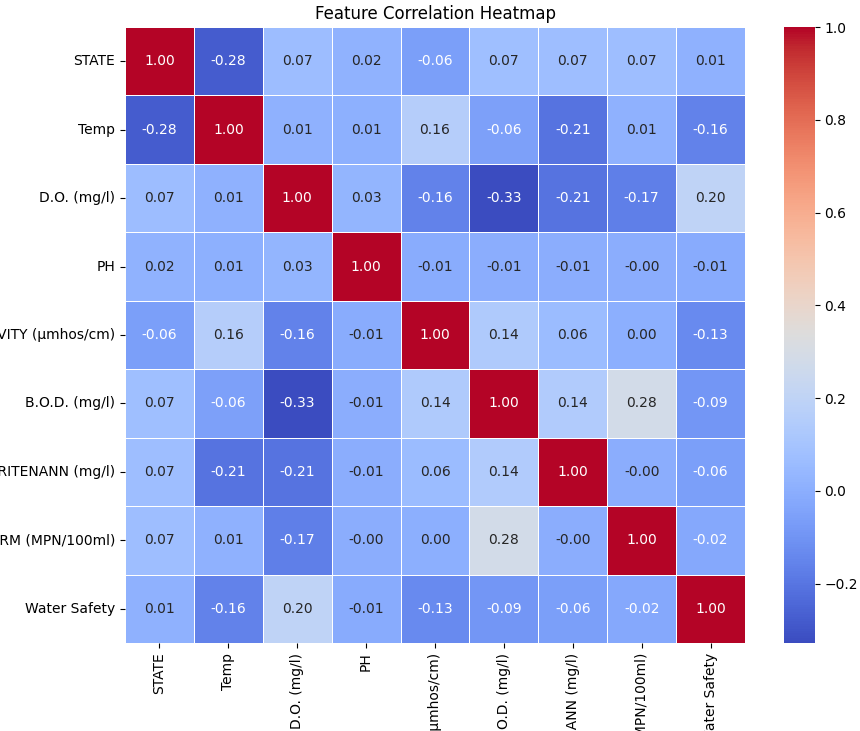 Feature Correlation Heatmap
STATE 1.00 -0.28 0.07 0.02 -0.06 0.07 0.07 0.07 0.01
Temp -0.28 1.00 0.01 0.01 0.16 -0.06 -0.21 0.01 -0.16
D.O. (mg/l) 0.07 0.01 1.00 0.03 -0.16 -0.33 -0.21 -0.17 0.20
PH 0.02 0.01 0.03 1.00 -0.01 -0.01 -0.01 -0.00 -0.01
VITY (µmhos/cm) -0.06 0.16 -0.16 -0.01 1.00 0.14 0.06 0.00 -0.13
B.O.D. (mg/l) 0.07 -0.06 -0.33 -0.01 0.14 1.00 0.14 0.28 -0.09
RITENANN (mg/l) 0.07 -0.21 -0.21 -0.01 0.06 0.14 1.00 -0.00 -0.06
RM (MPN/100ml) 0.07 0.01 -0.17 -0.00 0.00 0.28 -0.00 1.00 -0.02
Water Safety 0.01 -0.16 0.20 -0.01 -0.13 -0.09 -0.06 -0.02 1.00
STATE
Temp
D.O. (mg/l)
PH
µmhos/cm)
O.D. (mg/l)
ANN (mg/l)
MPN/100ml)
ater Safety
1.0
0.8
0.6
0.4
0.2
0.0
−0.2